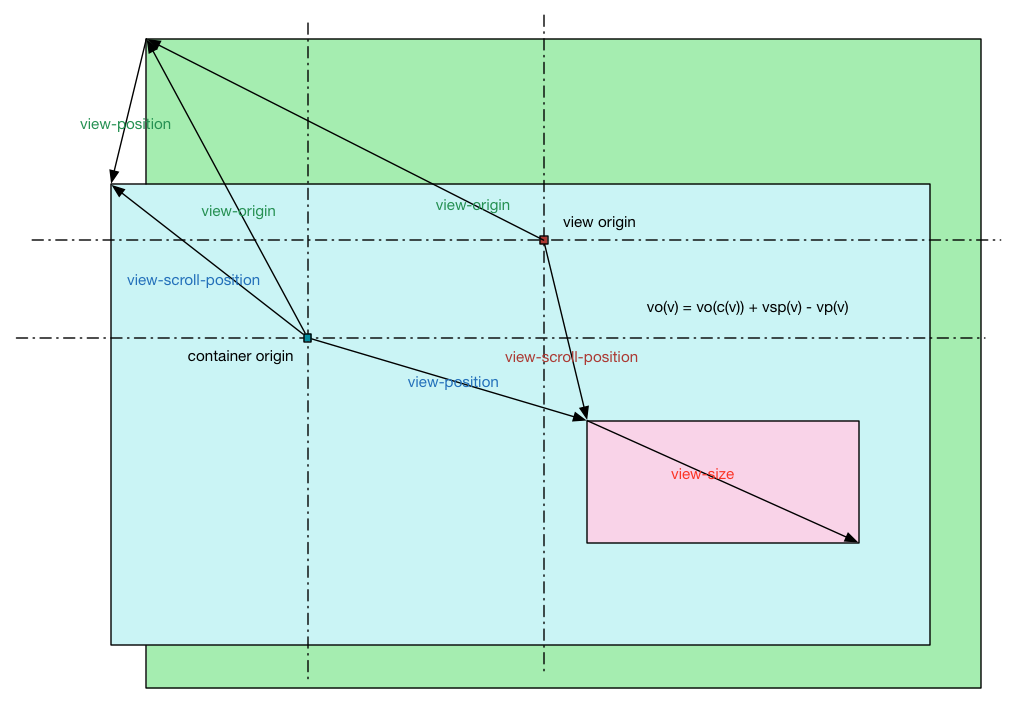 view-position
view-origin
view-origin
view origin
view-scroll-position
vo(v) = vo(c(v)) + vsp(v) - vp(v)
container origin
view-scroll-position
view-position
view-size